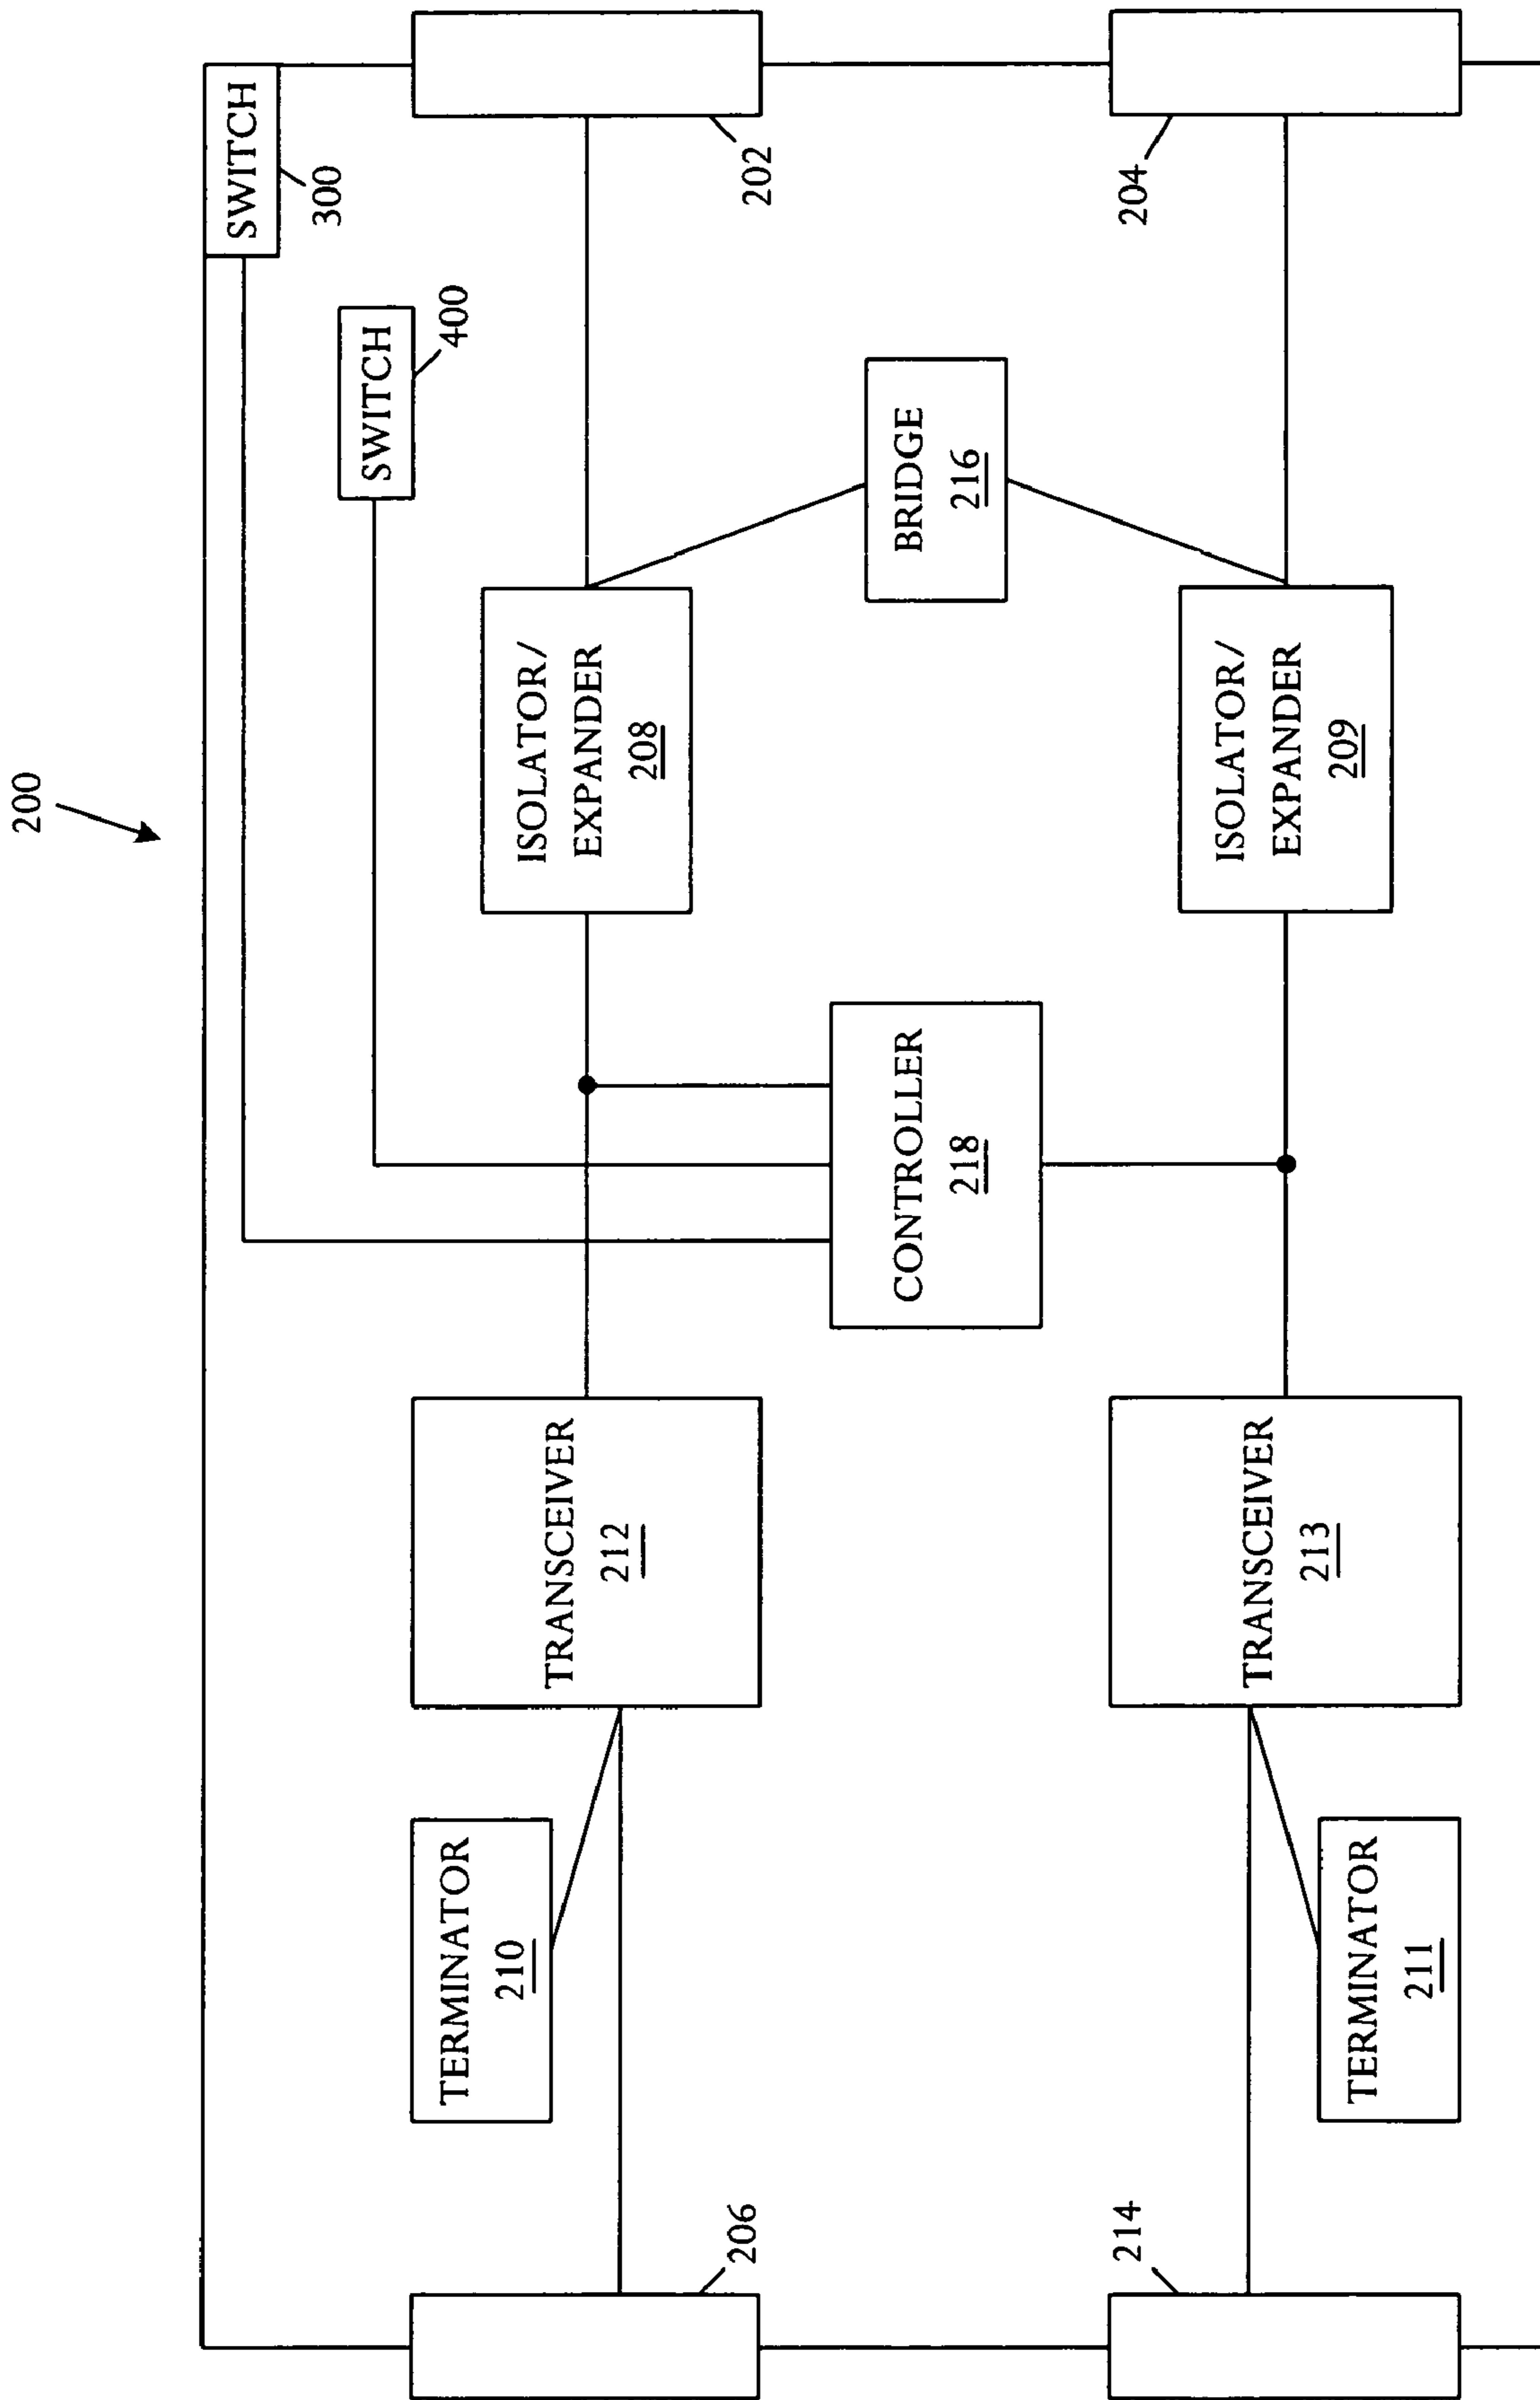 200
SWITCH
300
SWITCH
400
202
204
206
214
ISOLATOR/
EXPANDER
208
ISOLATOR/
EXPANDER
209
BRIDGE
216
CONTROLLER
218
TRANSCEIVER
212
TRANSCEIVER
213
TERMINATOR
210
TERMINATOR
211